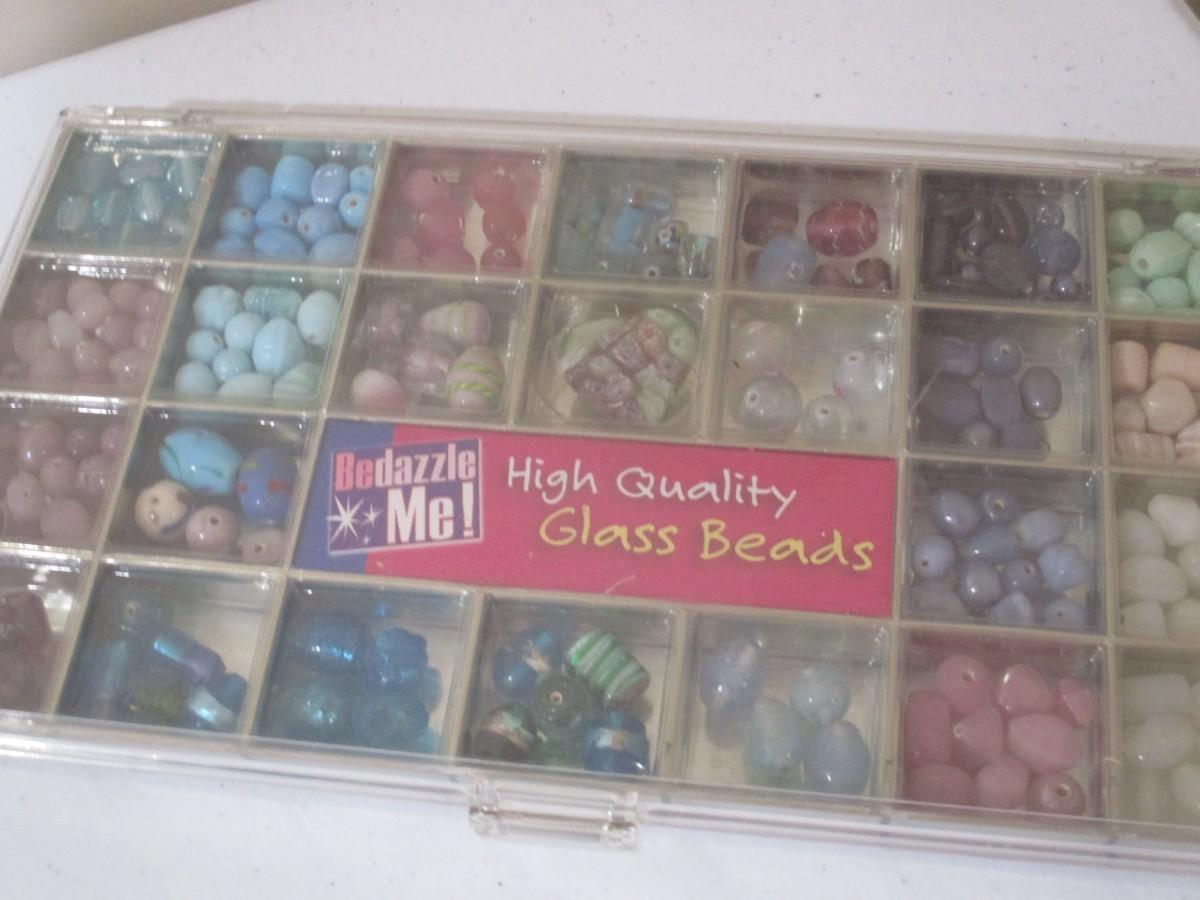 Bedazzle
Me!
High Quality
Glass Beads